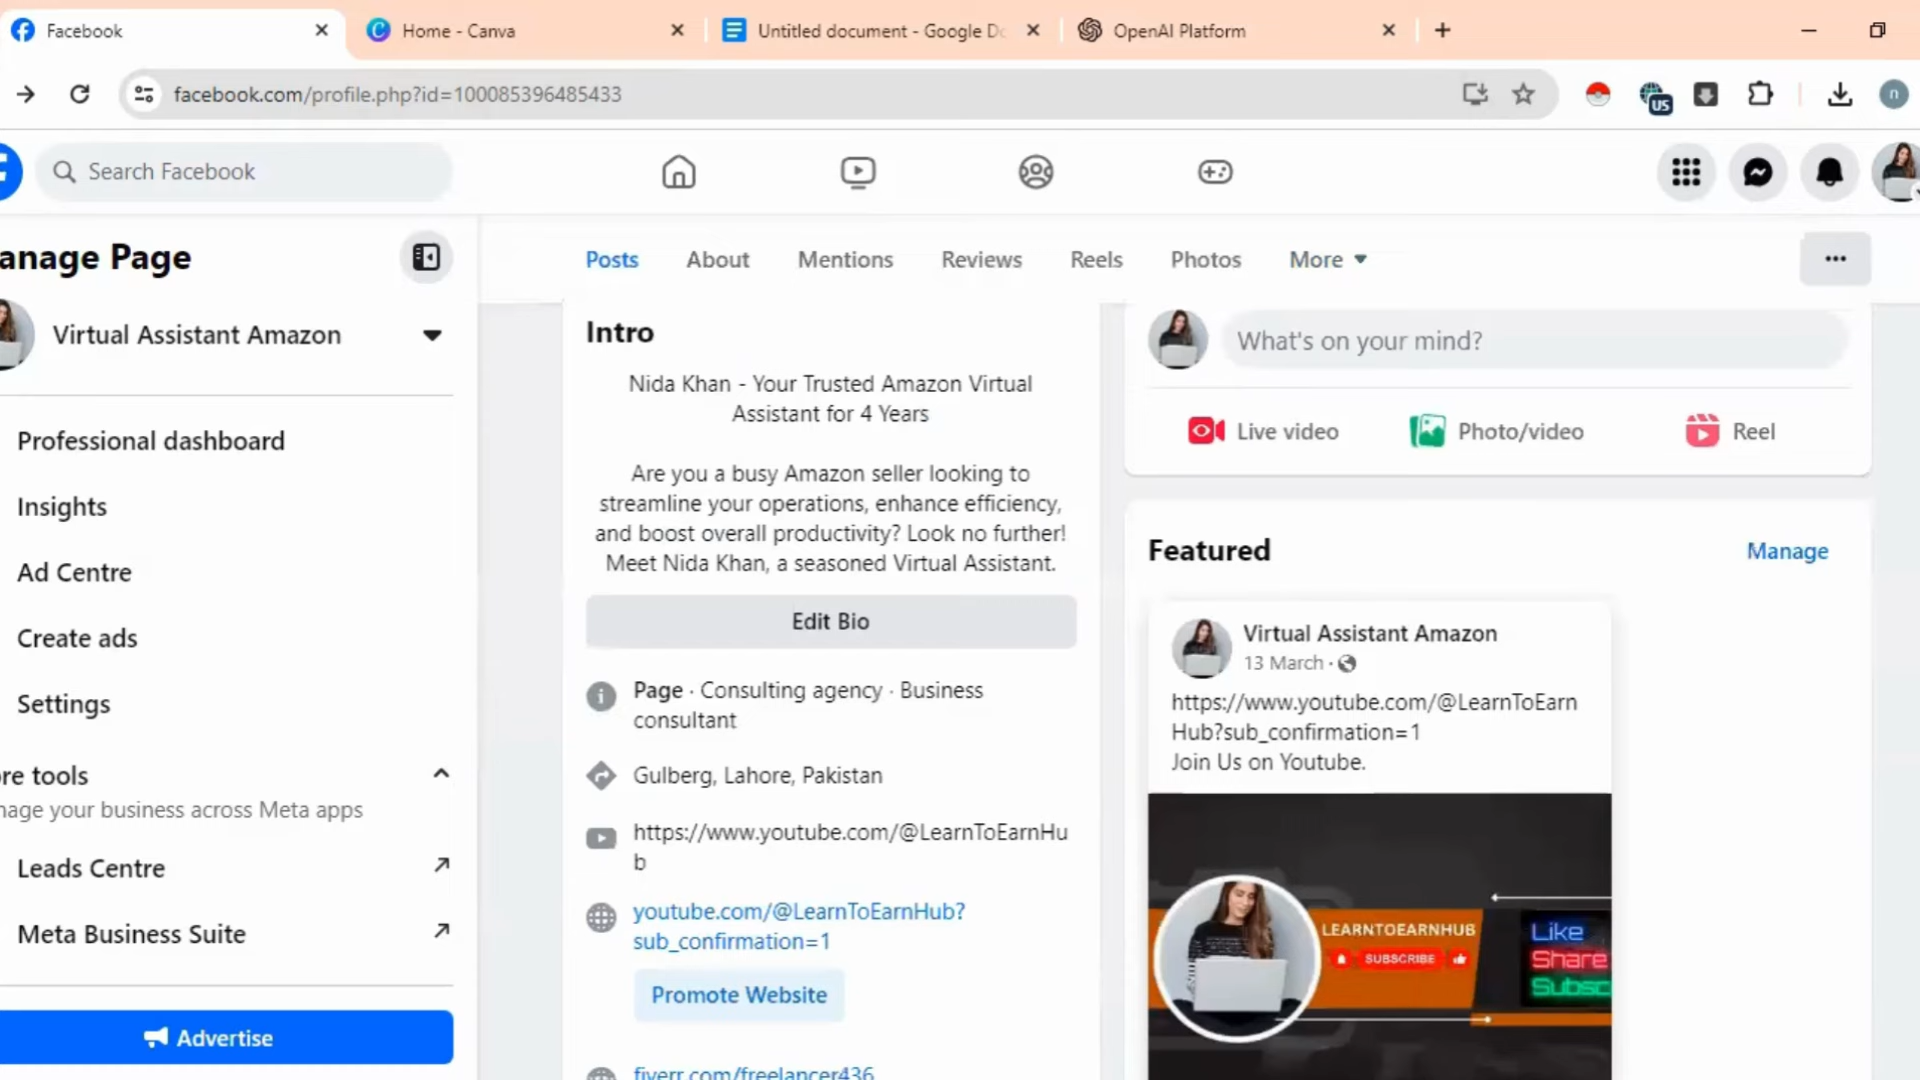 Facebook
Home - Canva
Untitled document - Google Do
OpenAI Platform
facebook.com/profile.php?id=100085396485433
US
n
Search Facebook
anage Page
Virtual Assistant Amazon
Professional dashboard
Insights
Ad Centre
Create ads
Settings
re tools
nage your business across Meta apps
Leads Centre
Meta Business Suite
Advertise
Posts
About
Mentions
Reviews
Reels
Photos
More
Intro
Nida Khan - Your Trusted Amazon Virtual
Assistant for 4 Years
Are you a busy Amazon seller looking to
streamline your operations, enhance efficiency,
and boost overall productivity? Look no further!
Meet Nida Khan, a seasoned Virtual Assistant.
Edit Bio
Page · Consulting agency · Business
consultant
Gulberg, Lahore, Pakistan
https://www.youtube.com/@LearnToEarnHu
b
youtube.com/@LearnToEarnHub?
sub_confirmation=1
Promote Website
fiverr.com/freelancer436
What's on your mind?
Live video
Photo/video
Reel
Featured
Manage
Virtual Assistant Amazon
13 March ·
https://www.youtube.com/@LearnToEarn
Hub?sub_confirmation=1
Join Us on Youtube.
LEARNTOEARNHUB
SUBSCRIBE
Like
Share
Subsc